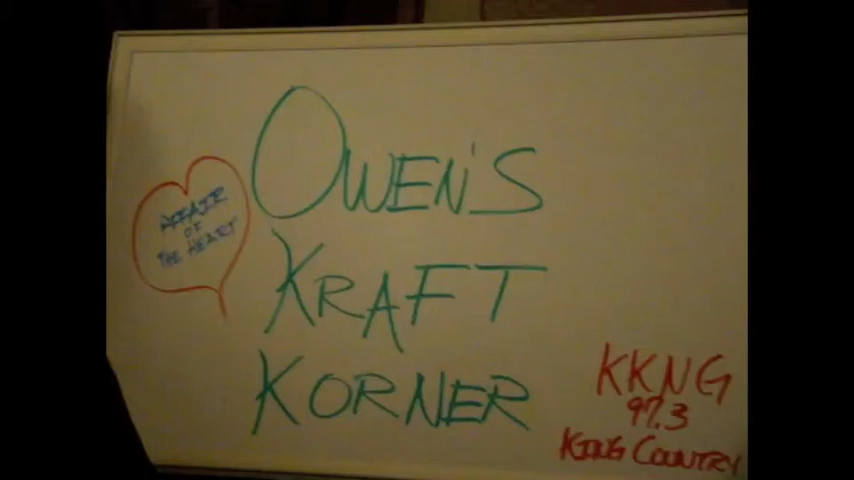 OWEN'S
KRAFT
KORNER
AFFAIR
OF
THE HEART
KKNG
97.3
KING COUNTRY